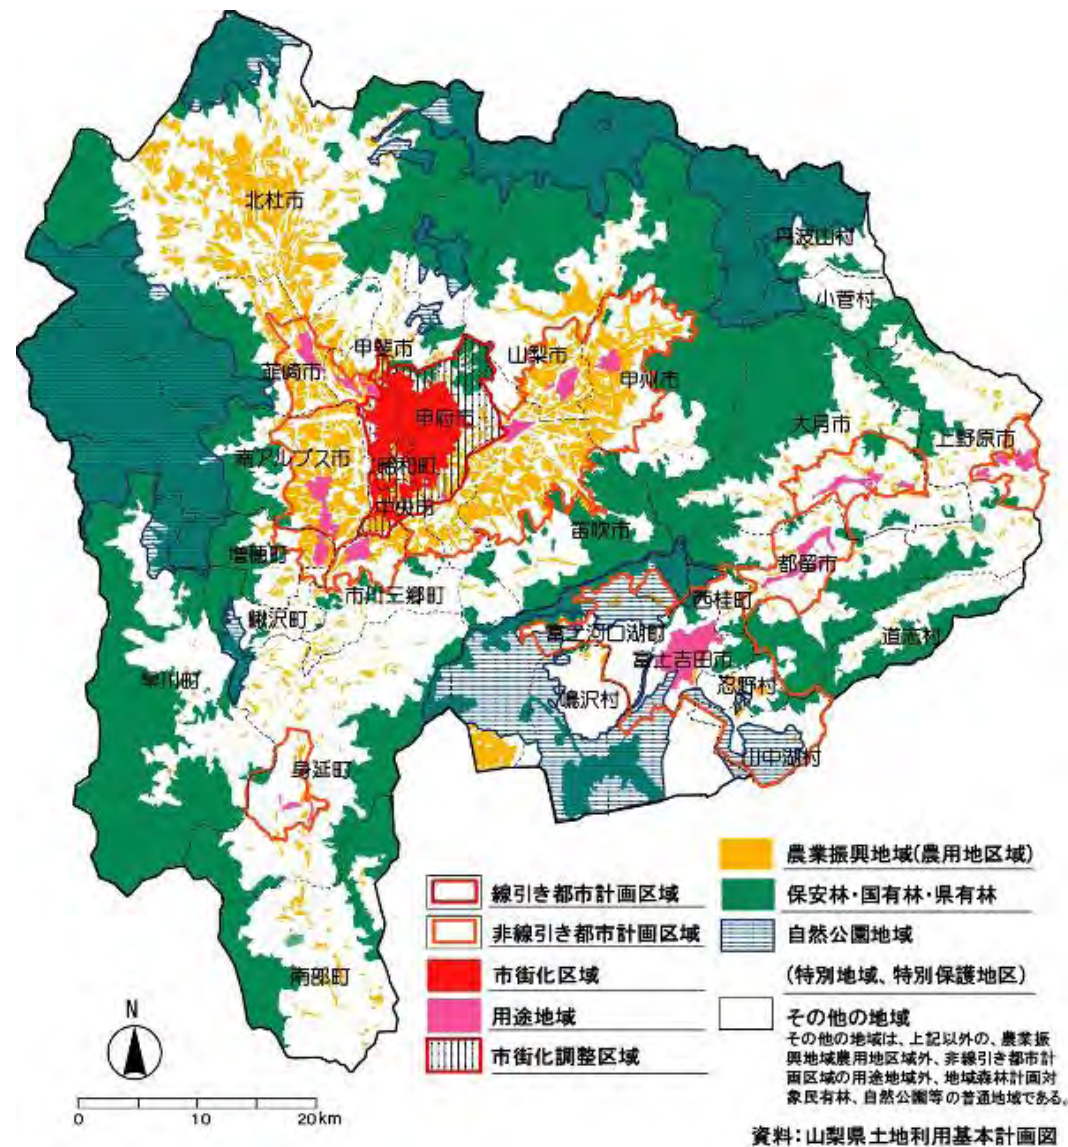 北杜市
丹波山村
小菅村
甲斐市
山梨市
韮崎市
甲州市
大月市
甲府市
上野原市
南アルプス市
昭和町
中央市
笛吹市
増穂町
都留市
市川三郷町
西桂町
鰍沢町
道志村
富士河口湖町
富士吉田市
早川町
忍野村
鳴沢村
山中湖村
身延町
南部町
N
0 10 20km
線引き都市計画区域
非線引き都市計画区域
市街化区域
用途地域
市街化調整区域
農業振興地域(農用地区域)
保安林・国有林・県有林
自然公園地域
(特別地域、特別保護地区)
その他の地域
その他の地域は、上記以外の、農業振
興地域農用地区域外、非線引き都市計
画区域の用途地域外、地域森林計画対
象民有林、自然公園等の普通地域である。
資料:山梨県土地利用基本計画図